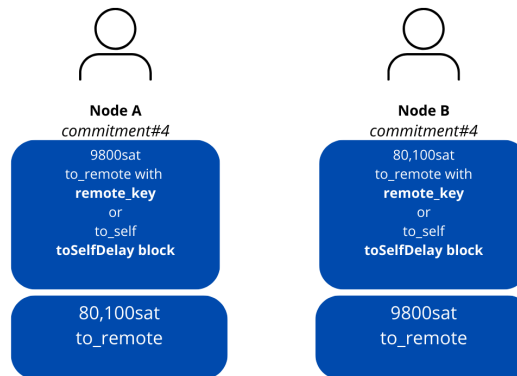 Node A
commitment#4
9800sat
to_remote with
remote_key
or
to_self
toSelfDelay block
80,100sat
to_remote
Node B
commitment#4
80,100sat
to_remote with
remote_key
or
to_self
toSelfDelay block
9800sat
to_remote